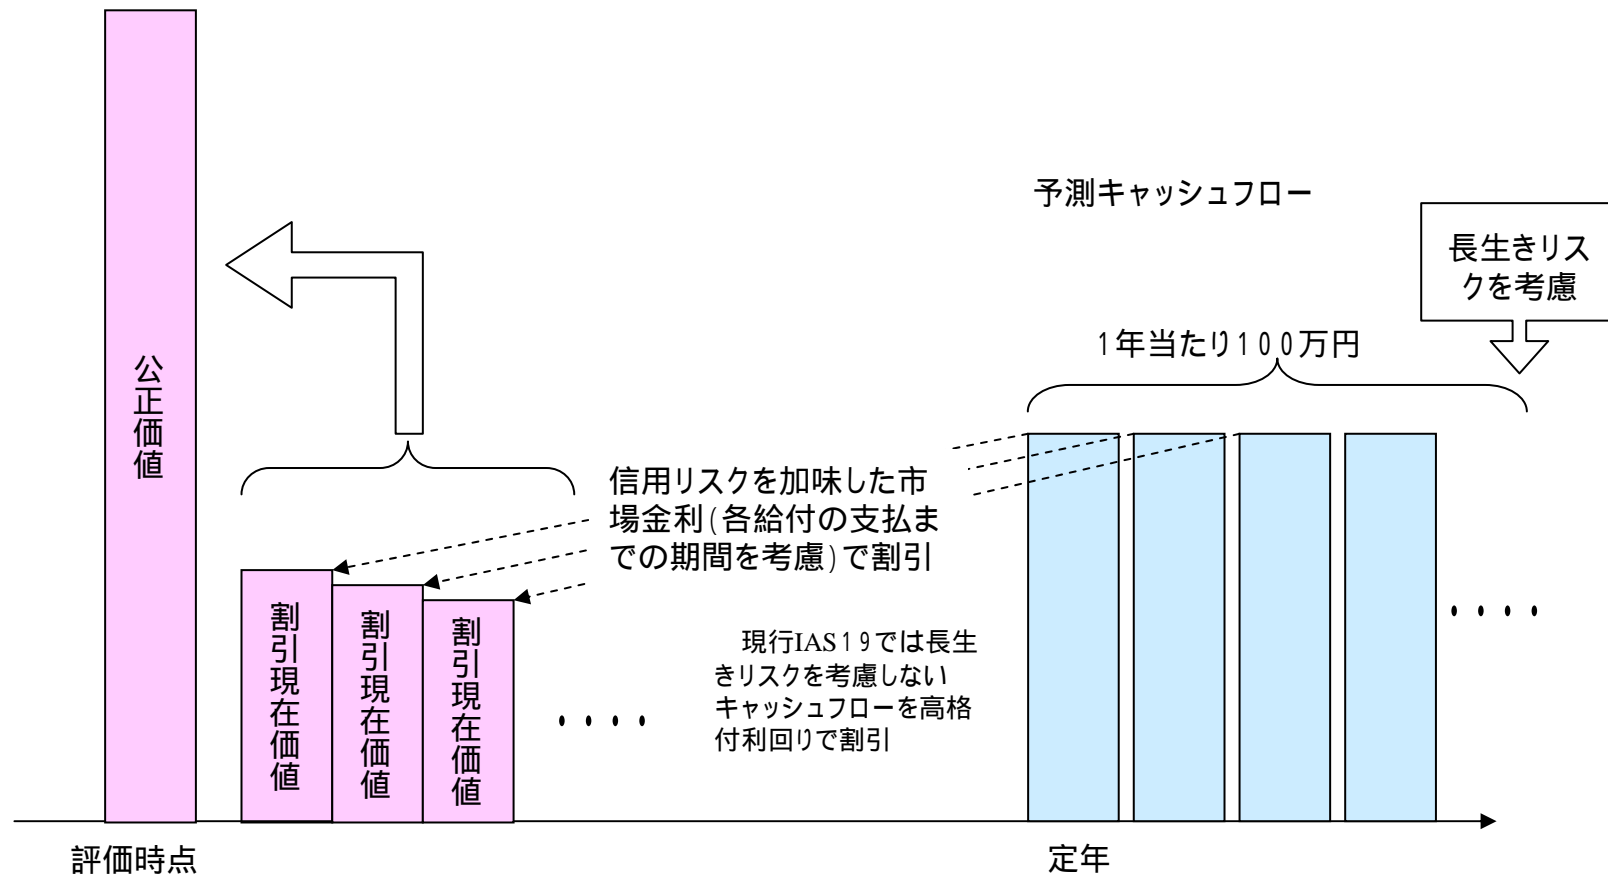 予測キャッシュフロー
長生きリス
クを考慮
1年当たり100万円
公正価値
信用リスクを加味した市
場金利(各給付の支払ま
での期間を考慮)で割引
割引現在価値
割引現在価値
割引現在価値
・・・・
現行IAS19では長生
きリスクを考慮しない
キャッシュフローを高格
付利回りで割引
・・・・
評価時点
定年